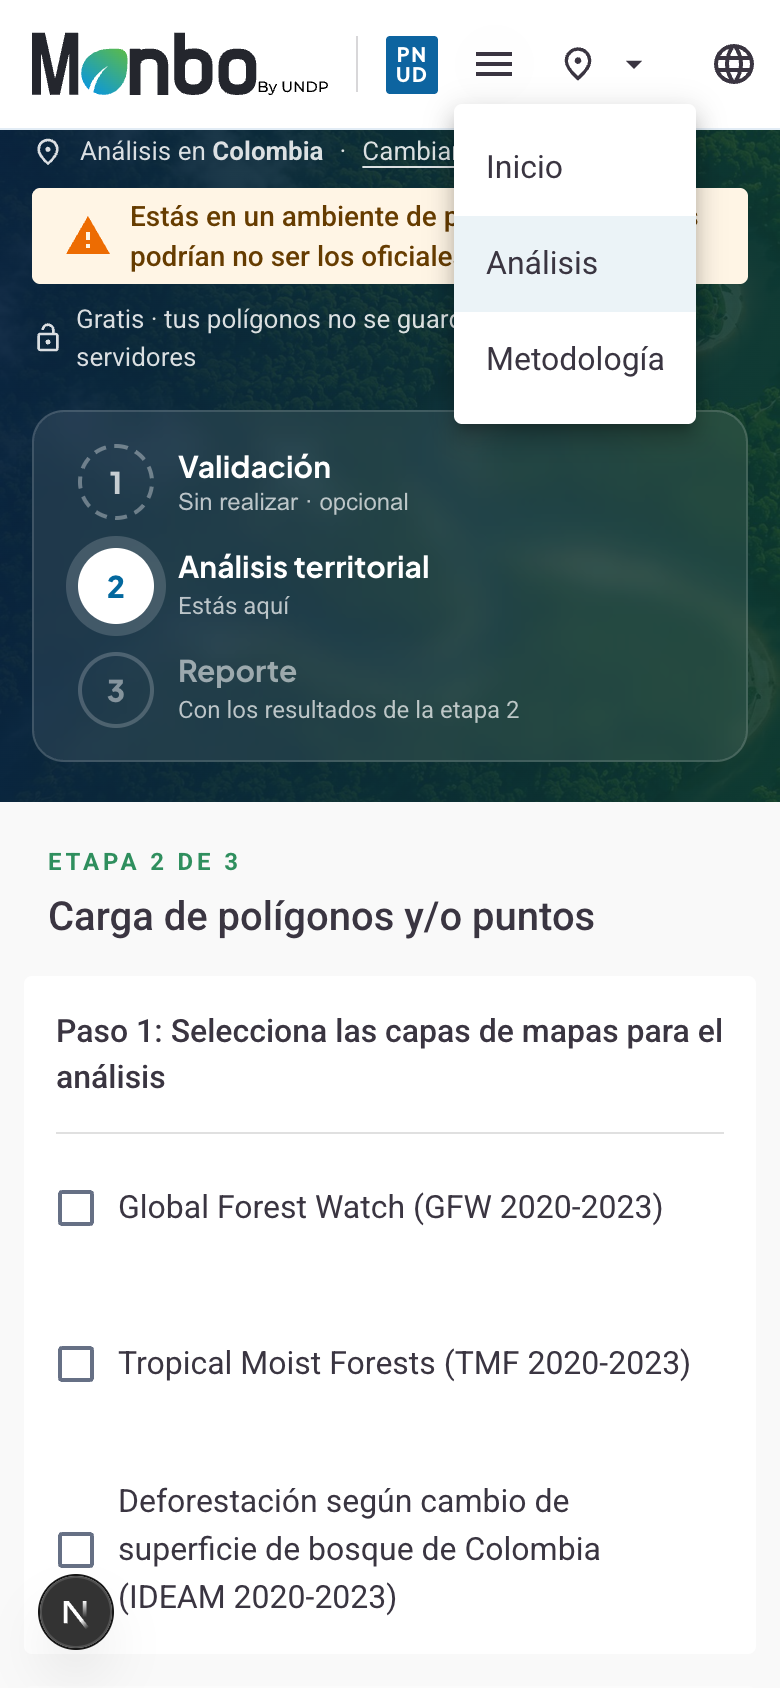 Monbo By UNDP
PN
UD
Inicio
Análisis
Metodología
Análisis en Colombia · Cambiar
Estás en un ambiente de
podrían no ser los oficiale
Gratis · tus polígonos no se
servidores
1
Validación
Sin realizar · opcional
2
Análisis territorial
Estás aquí
3
Reporte
Con los resultados de la etapa 2
ETAPA 2 DE 3
Carga de polígonos y/o puntos
Paso 1: Selecciona las capas de mapas para el
análisis
Global Forest Watch (GFW 2020-2023)
Tropical Moist Forests (TMF 2020-2023)
Deforestación según cambio de
superficie de bosque de Colombia
(IDEAM 2020-2023)
N